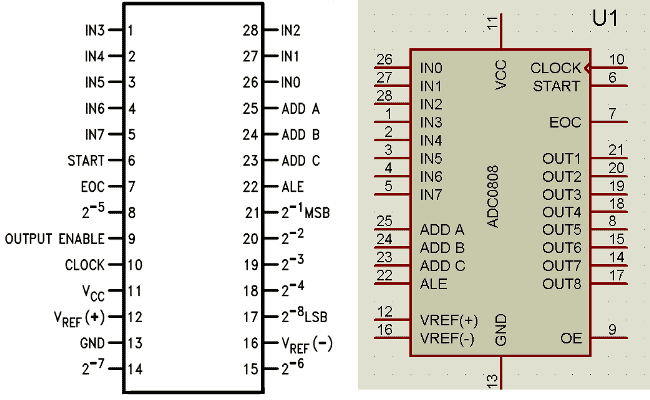 IN3 1 28 IN2
IN4 2 27 IN1
IN5 3 26 IN0
IN6 4 25 ADD A
IN7 5 24 ADD B
START 6 23 ADD C
EOC 7 22 ALE
2⁻⁵ 8 21 2⁻¹MSB
OUTPUT ENABLE 9 20 2⁻²
CLOCK 10 19 2⁻³
VCC 11 18 2⁻⁴
VREF(+) 12 17 2⁻⁸LSB
GND 13 16 VREF(−)
2⁻⁷ 14 15 2⁻⁶
U1
11
VCC
26 IN0 CLOCK 10
27 IN1 START 6
28 IN2
1 IN3 EOC 7
2 IN4
3 IN5 OUT1 21
4 IN6 OUT2 20
5 IN7 OUT3 19
OUT4 18
25 ADD A OUT5 8
24 ADD B OUT6 15
23 ADD C OUT7 14
22 ALE OUT8 17
ADC0808
12 VREF(+)
16 VREF(-) OE 9
GND
13